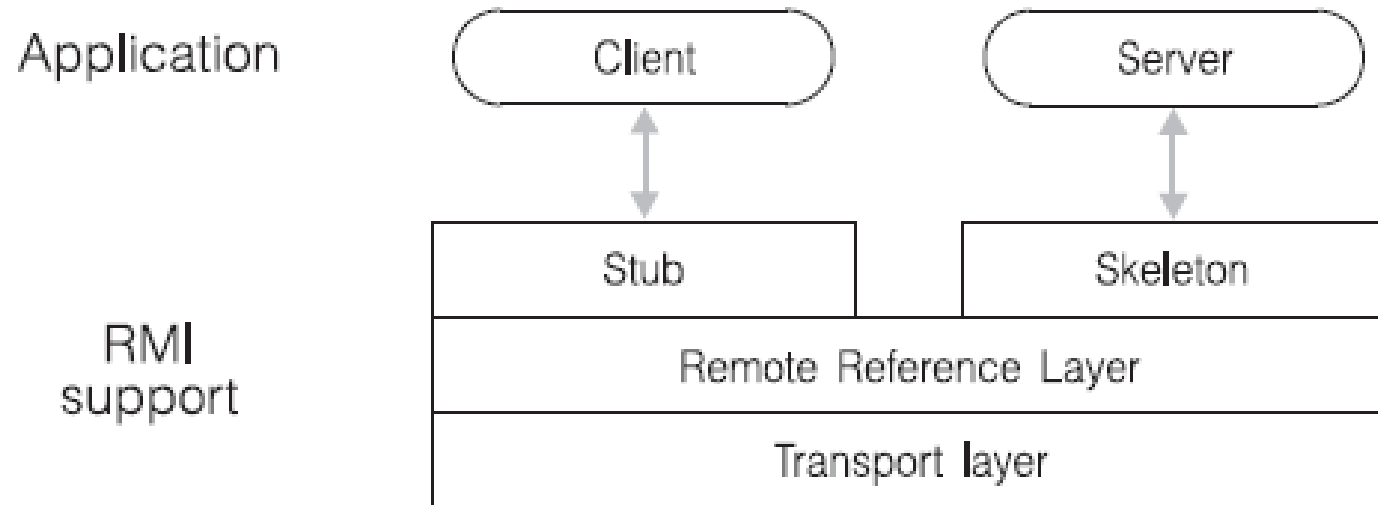 Application
Client
Server
Stub
Skeleton
RMI
support
Remote Reference Layer
Transport layer